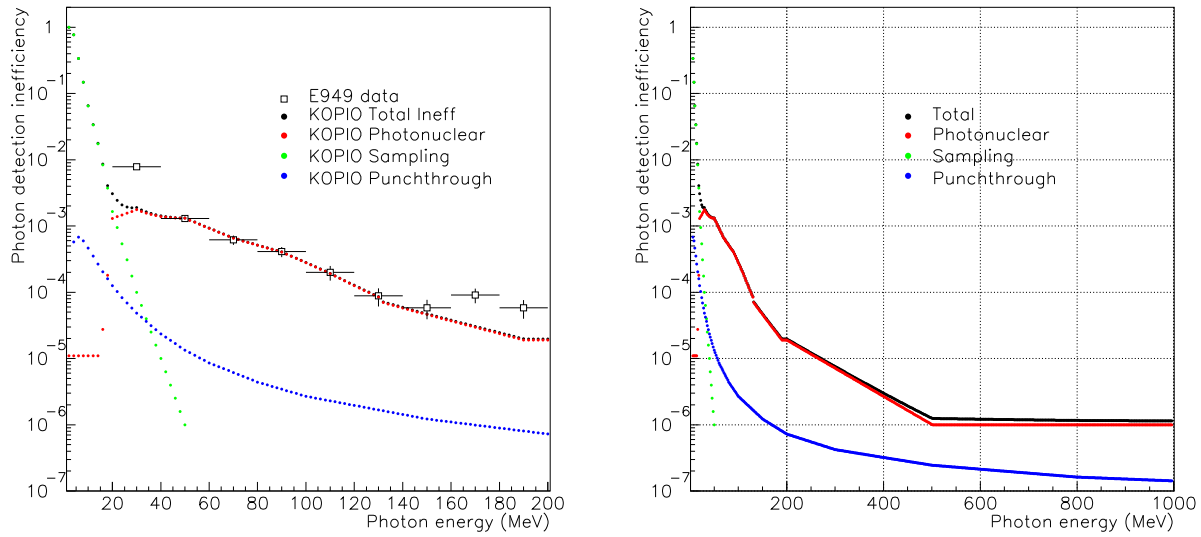 Photon detection inefficiency
1
10^-1
10^-2
10^-3
10^-4
10^-5
10^-6
10^-7
E949 data
KOPIO Total Ineff
KOPIO Photonuclear
KOPIO Sampling
KOPIO Punchthrough
20 40 60 80 100 120 140 160 180 200
Photon energy (MeV)
Photon detection inefficiency
1
10^-1
10^-2
10^-3
10^-4
10^-5
10^-6
10^-7
Total
Photonuclear
Sampling
Punchthrough
200 400 600 800 1000
Photon energy (MeV)